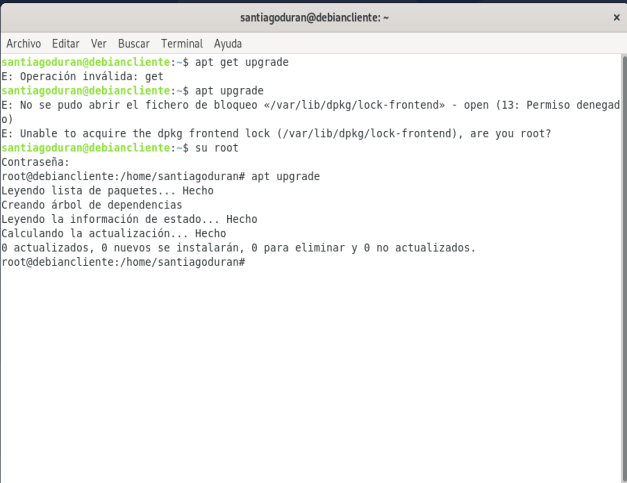 santiagoduran@debiancliente: ~
×
Archivo Editar Ver Buscar Terminal Ayuda
santiagoduran@debiancliente:~$ apt get upgrade
E: Operación inválida: get
santiagoduran@debiancliente:~$ apt upgrade
E: No se pudo abrir el fichero de bloqueo «/var/lib/dpkg/lock-frontend» - open (13: Permiso denegad
o)
E: Unable to acquire the dpkg frontend lock (/var/lib/dpkg/lock-frontend), are you root?
santiagoduran@debiancliente:~$ su root
Contraseña:
root@debiancliente:/home/santiagoduran# apt upgrade
Leyendo lista de paquetes... Hecho
Creando árbol de dependencias
Leyendo la información de estado... Hecho
Calculando la actualización... Hecho
0 actualizados, 0 nuevos se instalarán, 0 para eliminar y 0 no actualizados.
root@debiancliente:/home/santiagoduran#